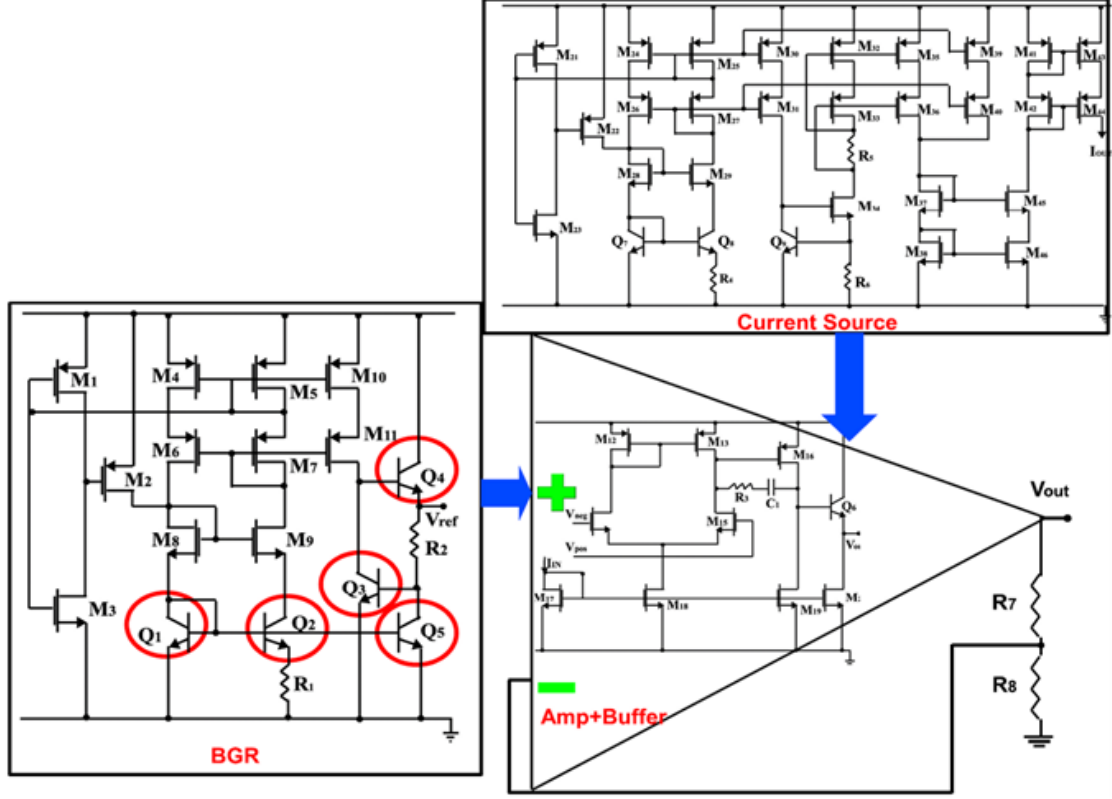 M21 M24 M25 M30 M32 M35 M39 M41 M43
M22 M26 M27 M31 M33 M36 M40 M42 M44
R5 IOUT
M28 M29 M34 M37 M45
M23 Q7 Q8 Q9 M38 M46
R4 R6
Current Source
M1 M4 M5 M10
M6 M7 M11
M2 Q4
Vref
M8 M9 R2
M3 Q3
Q1 Q2 Q5
R1
BGR
M12 M13 M16
+
R3 C1 Q6
Vneg M15
Vpos
IIN
M17 M18 M19
-
Amp+Buffer
Vout
R7
R8